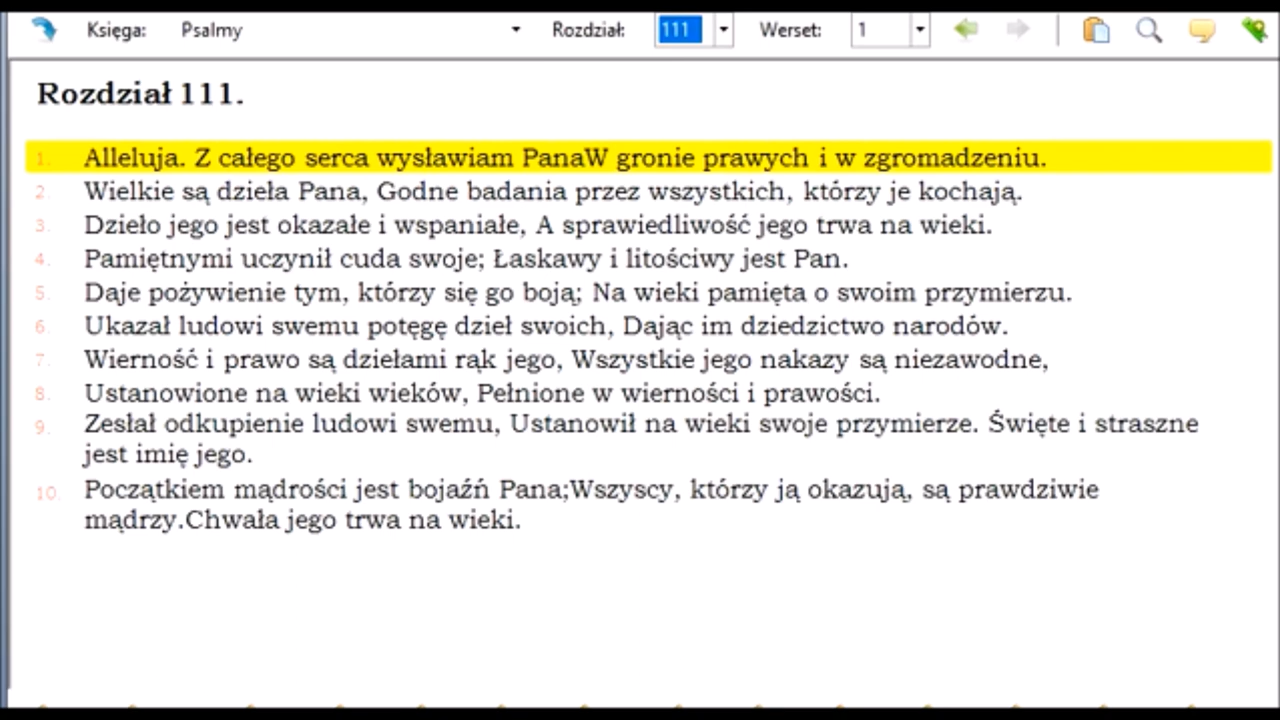 Księga: Psalmy Rozdział: 111 Werset: 1
Rozdział 111.
1. Alleluja. Z całego serca wysławiam PanaW gronie prawych i w zgromadzeniu.
2. Wielkie są dzieła Pana, Godne badania przez wszystkich, którzy je kochają.
3. Dzieło jego jest okazałe i wspaniałe, A sprawiedliwość jego trwa na wieki.
4. Pamiętnymi uczynił cuda swoje; Łaskawy i litościwy jest Pan.
5. Daje pożywienie tym, którzy się go boją; Na wieki pamięta o swoim przymierzu.
6. Ukazał ludowi swemu potęgę dzieł swoich, Dając im dziedzictwo narodów.
7. Wierność i prawo są dziełami rąk jego, Wszystkie jego nakazy są niezawodne,
8. Ustanowione na wieki wieków, Pełnione w wierności i prawości.
9. Zesłał odkupienie ludowi swemu, Ustanowił na wieki swoje przymierze. Święte i straszne
jest imię jego.
10. Początkiem mądrości jest bojaźń Pana;Wszyscy, którzy ją okazują, są prawdziwie
mądrzy.Chwała jego trwa na wieki.